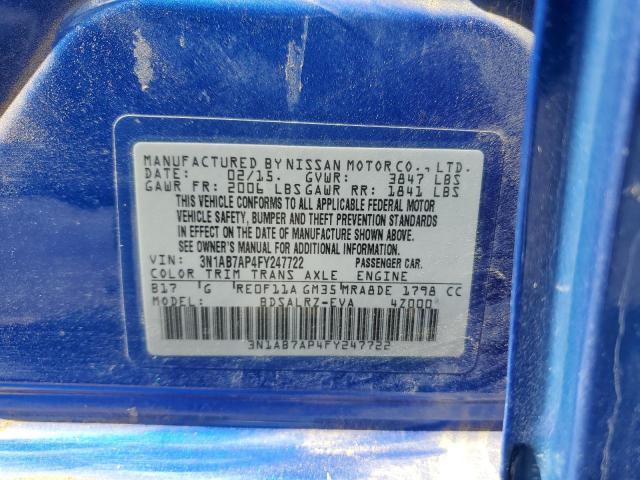 MANUFACTURED BY NISSAN MOTOR CO., LTD.
DATE: 02/15 GVWR: 3847 LBS
GAWR FR: 2006 LBS GAWR RR: 1841 LBS
THIS VEHICLE CONFORMS TO ALL APPLICABLE FEDERAL MOTOR
VEHICLE SAFETY, BUMPER AND THEFT PREVENTION STANDARDS
IN EFFECT ON THE DATE OF MANUFACTURE SHOWN ABOVE.
SEE OWNER'S MANUAL FOR ADDITIONAL INFORMATION.
VIN: 3N1AB7AP4FY247722 PASSENGER CAR.
COLOR TRIM TRANS AXLE ENGINE
B17 G RE0F11A GM35 MRA8DE 1798 CC
MODEL: BDSALRZ-EVA 4Z000
3N1AB7AP4FY247722